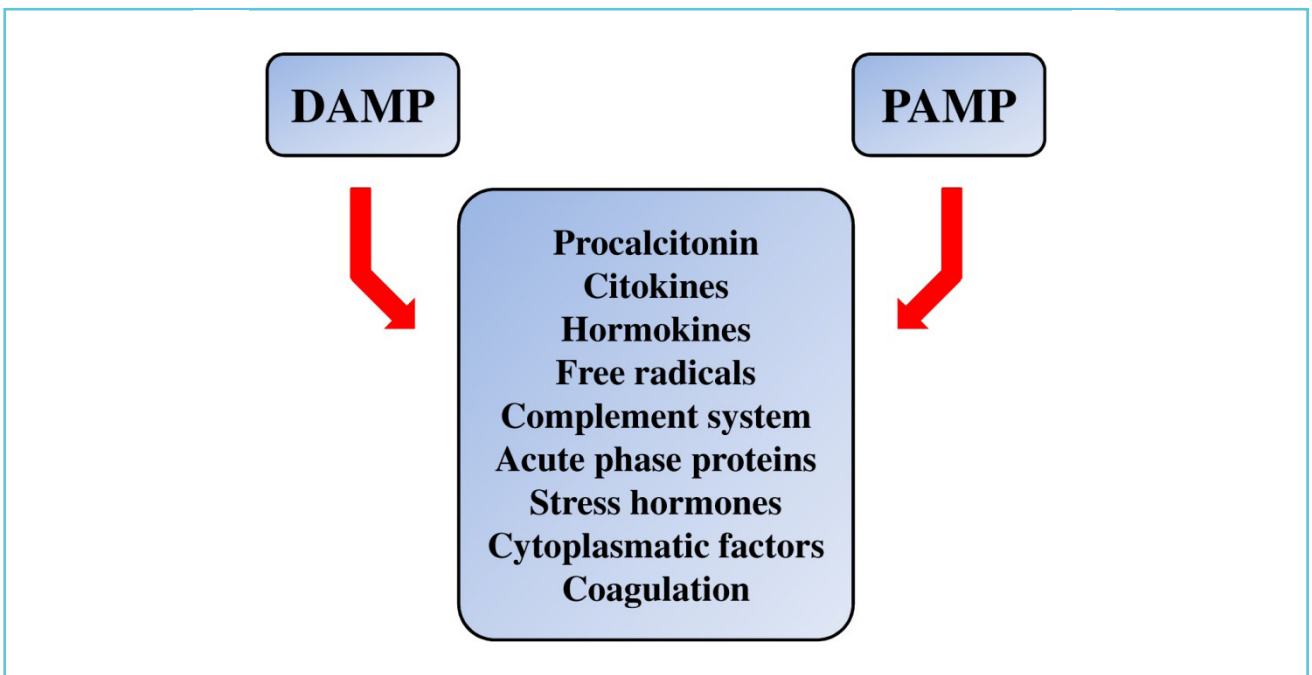 DAMP
PAMP
Procalcitonin
Citokines
Hormokines
Free radicals
Complement system
Acute phase proteins
Stress hormones
Cytoplasmatic factors
Coagulation